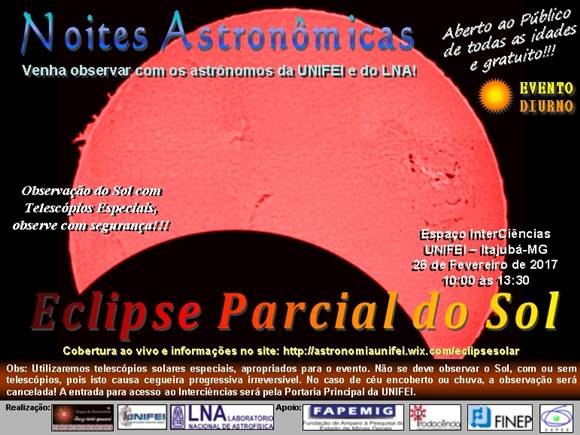 Noites Astronômicas
Aberto ao Público
de todas as idades
e gratuito!!!
Venha observar com os astrônomos da UNIFEI e do LNA!
EVENTO
DIURNO
Observação do Sol com
Telescópios Especiais,
observe com segurança!!!
Espaço InterCiências
UNIFEI – Itajubá-MG
26 de Fevereiro de 2017
10:00 às 13:30
Eclipse Parcial do Sol
Cobertura ao vivo e informações no site: http://astronomiaunifei.wix.com/eclipsesolar
Obs: Utilizaremos telescópios solares especiais, apropriados para o evento. Não se deve observar o Sol, com ou sem
telescópios, pois isto causa cegueira progressiva irreversível. No caso de céu encoberto ou chuva, a observação será
cancelada! A entrada para acesso ao Interciências será pela Portaria Principal da UNIFEI.
Realização:
UNIFEI
LNA LABORATÓRIO
NACIONAL DE
ASTROFÍSICA
Apoio:
FAPEMIG
Fundação de Amparo à Pesquisa do
Estado de Minas Gerais
Prodocência
FINEP
CAPES